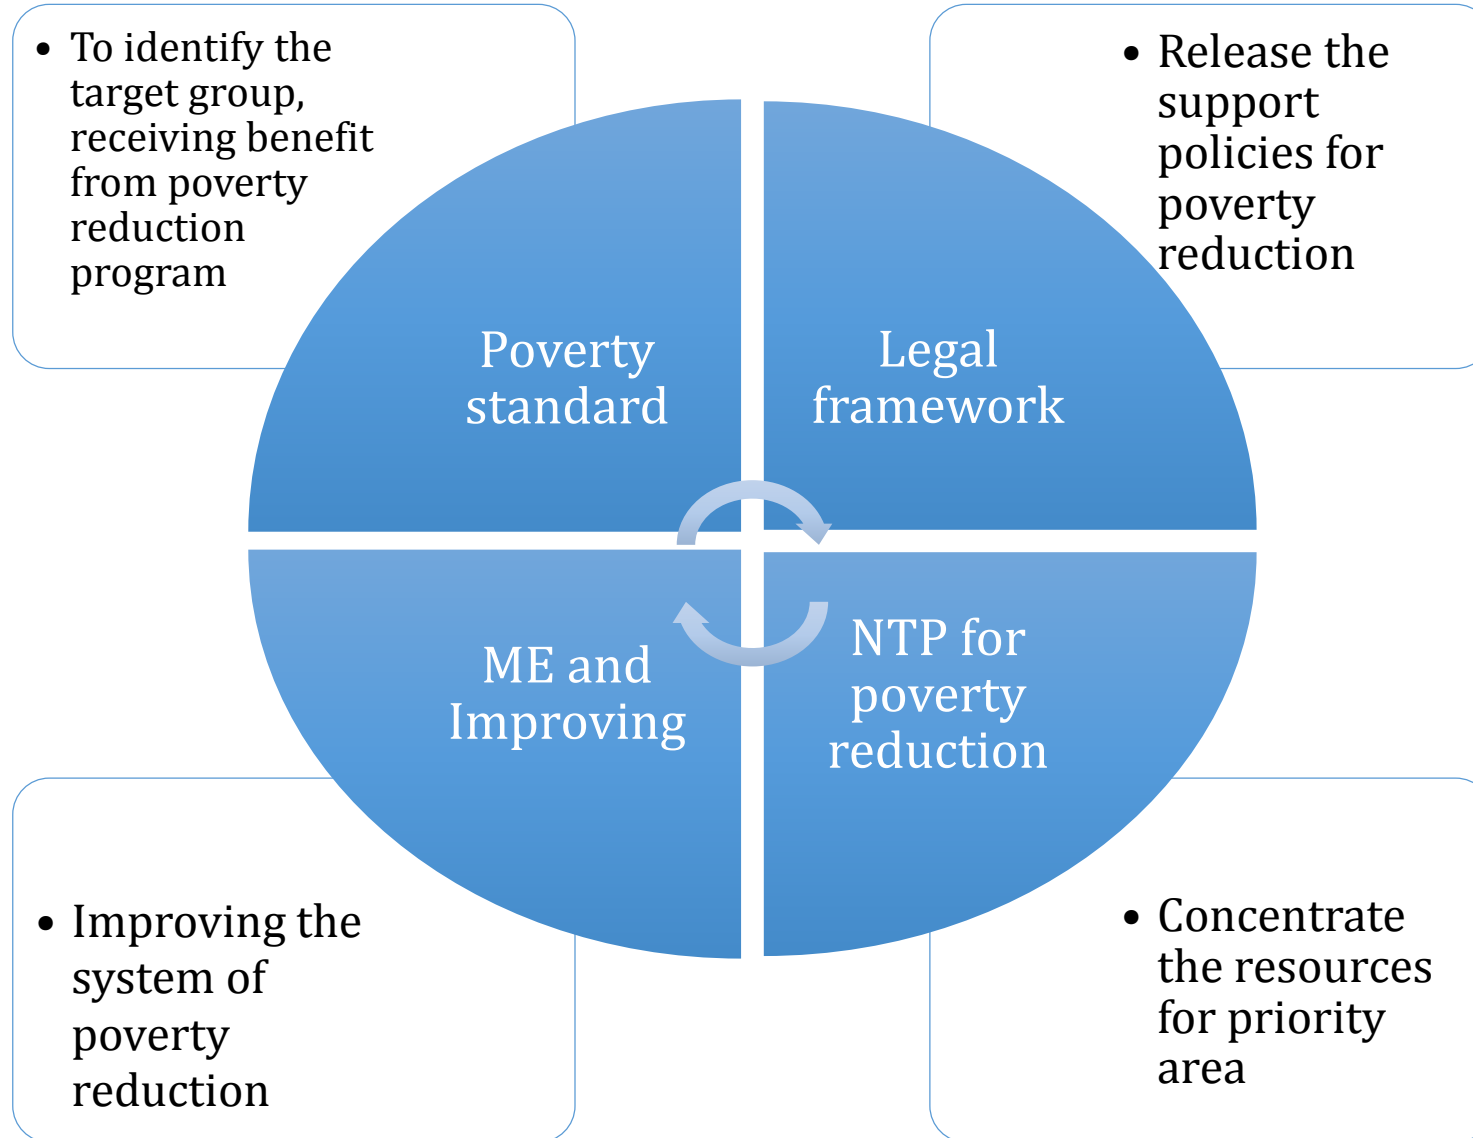 • To identify the
target group,
receiving benefit
from poverty
reduction
program
• Release the
support
policies for
poverty
reduction
Poverty
standard
Legal
framework
ME and
Improving
NTP for
poverty
reduction
• Improving the
system of
poverty
reduction
• Concentrate
the resources
for priority
area